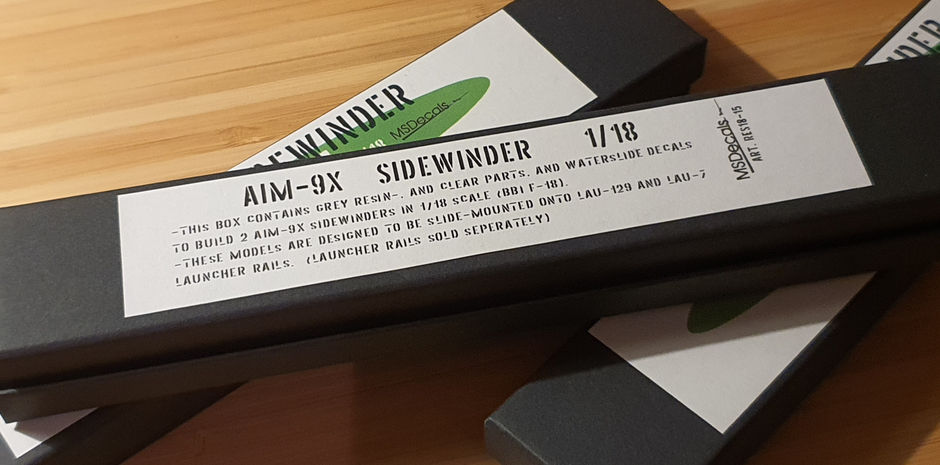 EWINDER
MSDecals
AIM-9X SIDEWINDER 1/18
-THIS BOX CONTAINS GREY RESIN-, AND CLEAR PARTS, AND WATERSLIDE DECALS
TO BUILD 2 AIM-9X SIDEWINDERS IN 1/18 SCALE (BBI F-18).
-THESE MODELS ARE DESIGNED TO BE SLIDE-MOUNTED ONTO LAU-129 AND LAU-7
LAUNCHER RAILS. (LAUNCHER RAILS SOLD SEPERATELY)
MSDecals
ART. RES18-15
DER